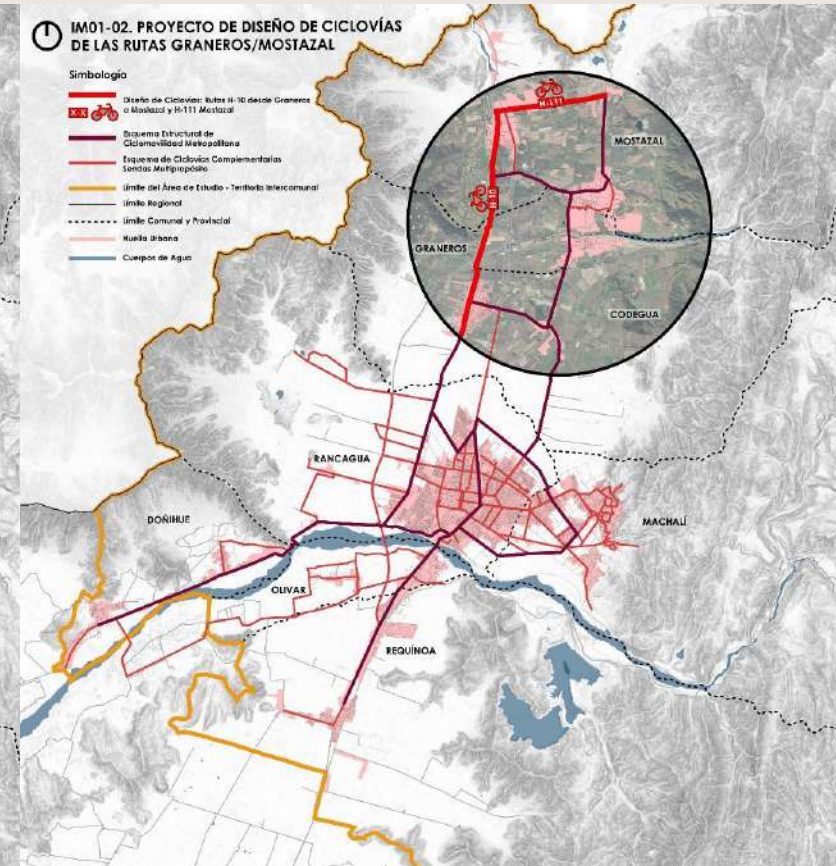 IM01-02. PROYECTO DE DISEÑO DE CICLOVÍAS
DE LAS RUTAS GRANEROS/MOSTAZAL
Simbología
X-X
Diseño de Ciclovías: Rutas H-10 desde Graneros
a Mostazal y H-111 Mostazal
Esquema Estructural de
Ciclomovilidad Metropolitana
Esquema de Ciclovías Complementarias
Sendas Multipropósito
Límite del Área de Estudio - Territorio Intercomunal
Límite Regional
Límite Comunal y Provincial
Huella Urbana
Cuerpos de Agua
H-111
MOSTAZAL
H-10
GRANEROS
CODEGUA
RANCAGUA
DOÑIHUE
MACHALÍ
OLIVAR
REQUÍNOA